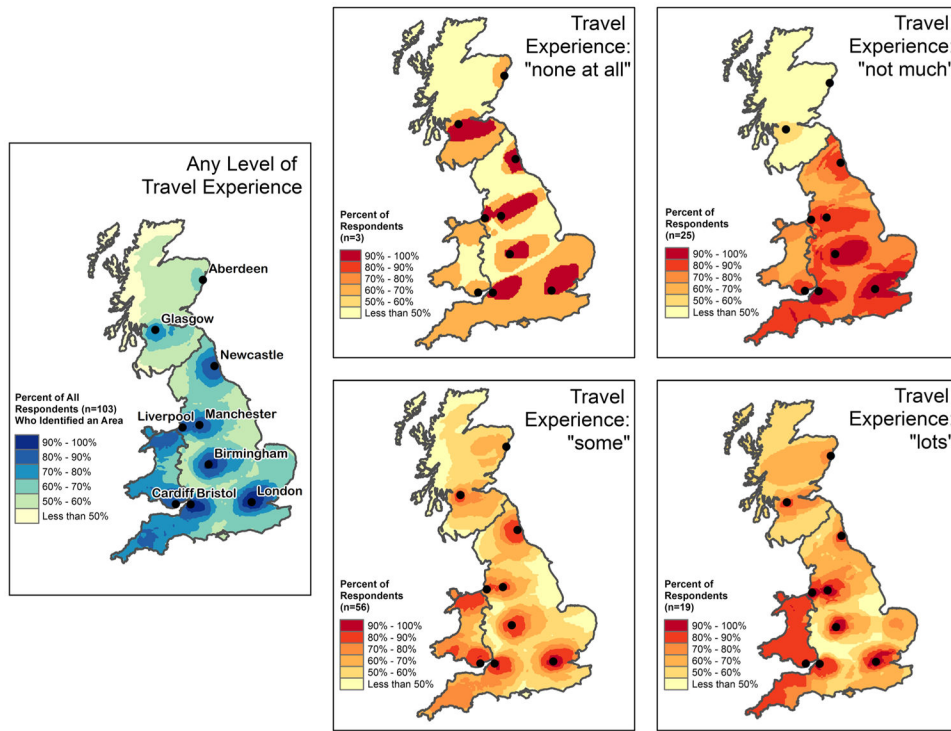 Any Level of
Travel Experience
Aberdeen
Glasgow
Newcastle
Liverpool
Manchester
Birmingham
Cardiff
Bristol
London
Percent of All
Respondents (n=103)
Who Identified an Area
90% - 100%
80% - 90%
70% - 80%
60% - 70%
50% - 60%
Less than 50%
Travel
Experience:
"none at all"
Percent of
Respondents
(n=3)
90% - 100%
80% - 90%
70% - 80%
60% - 70%
50% - 60%
Less than 50%
Travel
Experience:
"not much"
Percent of
Respondents
(n=25)
90% - 100%
80% - 90%
70% - 80%
60% - 70%
50% - 60%
Less than 50%
Travel
Experience:
"some"
Percent of
Respondents
(n=56)
90% - 100%
80% - 90%
70% - 80%
60% - 70%
50% - 60%
Less than 50%
Travel
Experience:
"lots"
Percent of
Respondents
(n=19)
90% - 100%
80% - 90%
70% - 80%
60% - 70%
50% - 60%
Less than 50%